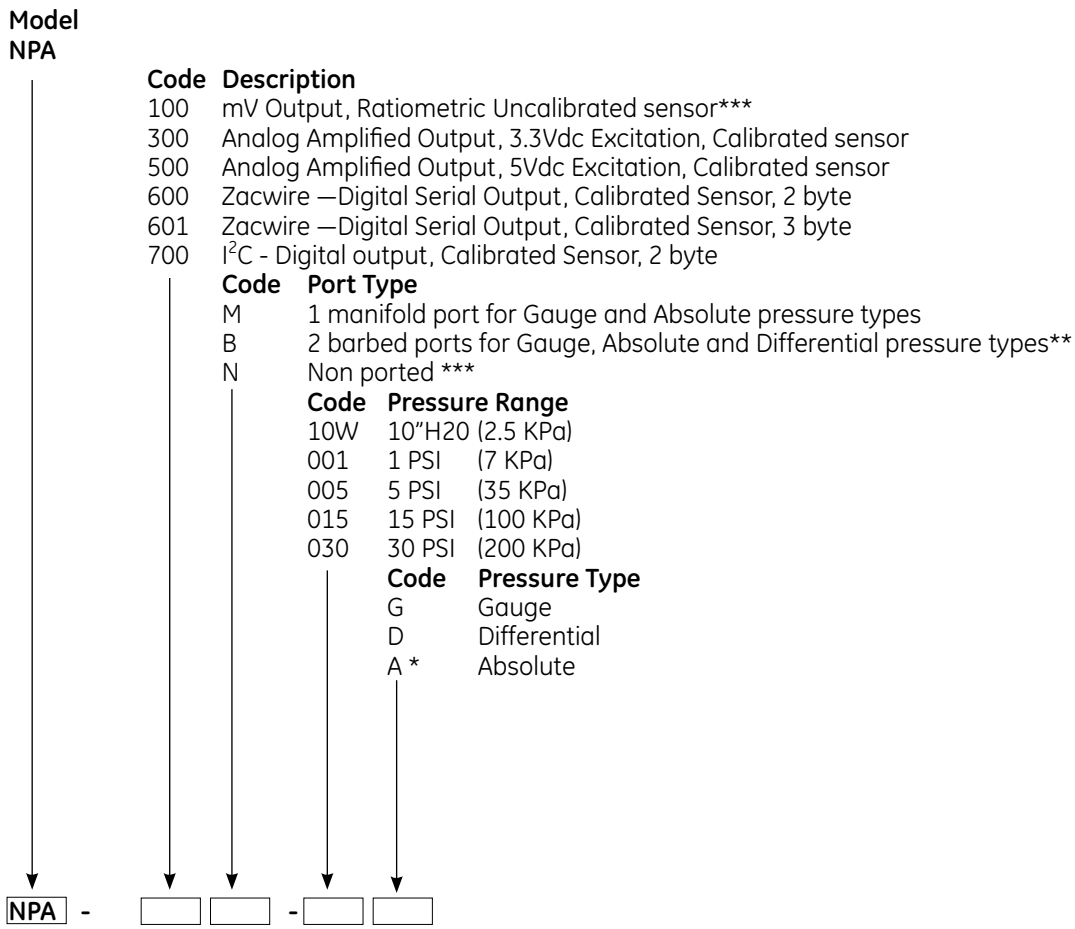 Model
NPA
Code Description
100 mV Output, Ratiometric Uncalibrated sensor***
300 Analog Amplified Output, 3.3Vdc Excitation, Calibrated sensor
500 Analog Amplified Output, 5Vdc Excitation, Calibrated sensor
600 Zacwire —Digital Serial Output, Calibrated Sensor, 2 byte
601 Zacwire —Digital Serial Output, Calibrated Sensor, 3 byte
700 I²C - Digital output, Calibrated Sensor, 2 byte
Code Port Type
M 1 manifold port for Gauge and Absolute pressure types
B 2 barbed ports for Gauge, Absolute and Differential pressure types**
N Non ported ***
Code Pressure Range
10W 10”H20 (2.5 KPa)
001 1 PSI (7 KPa)
005 5 PSI (35 KPa)
015 15 PSI (100 KPa)
030 30 PSI (200 KPa)
Code Pressure Type
G Gauge
D Differential
A * Absolute
NPA - -